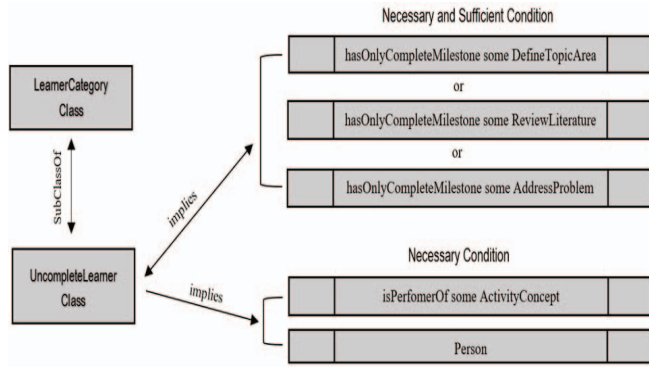 Necessary and Sufficient Condition
hasOnlyCompleteMilestone some DefineTopicArea
or
hasOnlyCompleteMilestone some ReviewLiterature
or
hasOnlyCompleteMilestone some AddressProblem
LearnerCategory
Class
SubClassOf
implies
UncompleteLearner
Class
implies
Necessary Condition
isPerfomerOf some ActivityConcept
Person